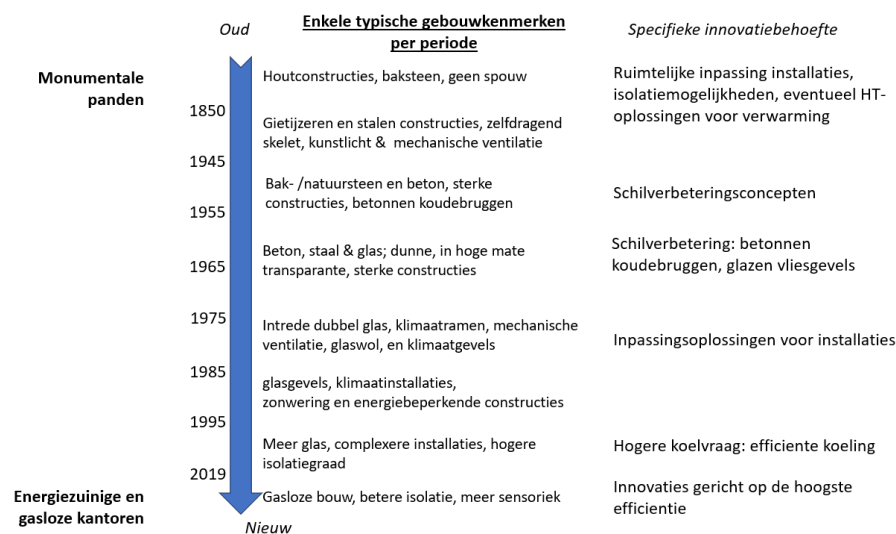 Oud
Enkele typische gebouwkenmerken
per periode
Specifieke innovatiebehoefte
Monumentale
panden
Houtconstructies, baksteen, geen spouw
Ruimtelijke inpassing installaties,
isolatiemogelijkheden, eventueel HT-
oplossingen voor verwarming
1850
Gietijzeren en stalen constructies, zelfdragend
skelet, kunstlicht & mechanische ventilatie
1945
Bak- /natuursteen en beton, sterke
constructies, betonnen koudebruggen
Schilverbeteringsconcepten
1955
Beton, staal & glas; dunne, in hoge mate
transparante, sterke constructies
Schilverbetering: betonnen
koudebruggen, glazen vliesgevels
1965
1975
Intrede dubbel glas, klimaatramen, mechanische
ventilatie, glaswol, en klimaatgevels
Inpassingsoplossingen voor installaties
1985
glasgevels, klimaatinstallaties,
zonwering en energiebeperkende constructies
1995
Meer glas, complexere installaties, hogere
isolatiegraad
Hogere koelvraag: efficiente koeling
2019
Energiezuinige en
gasloze kantoren
Gasloze bouw, betere isolatie, meer sensoriek
Innovaties gericht op de hoogste
efficientie
Nieuw